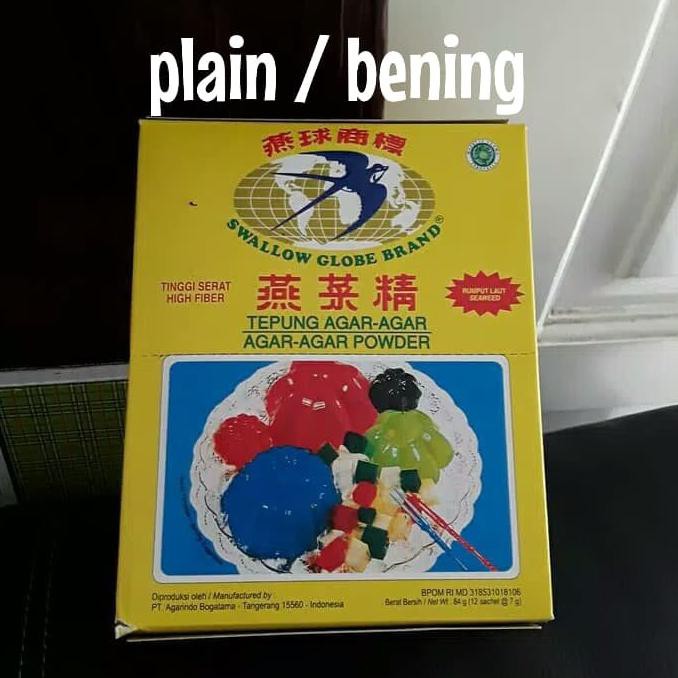 plain / bening
燕球商標
SWALLOW GLOBE BRAND®
TINGGI SERAT
HIGH FIBER
燕菜精
RUMPUT LAUT
SEAWEED
TEPUNG AGAR-AGAR
AGAR-AGAR POWDER
Diproduksi oleh / Manufactured by :
PT. Agarindo Bogatama - Tangerang 15560 - Indonesia
BPOM RI MD 318531018106
Berat Bersih / Net Wt : 84 g (12 sachet @ 7 g)